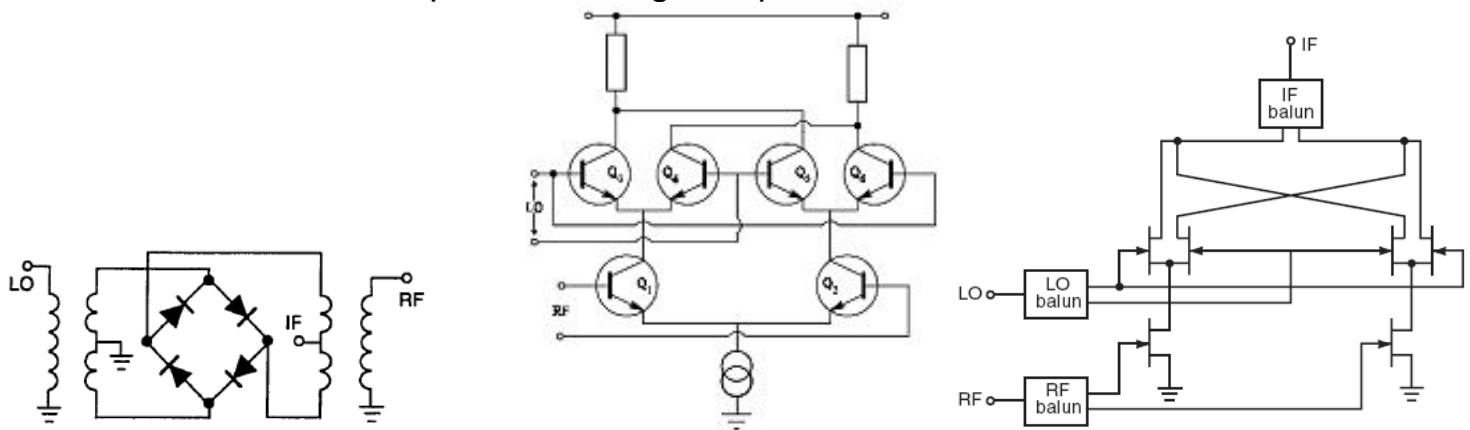 LO
RF
IF
Q₃
Q₄
Q₅
Q₆
LO
Q₁
Q₂
RF
IF
IF
balun
LO
LO
balun
RF
RF
balun